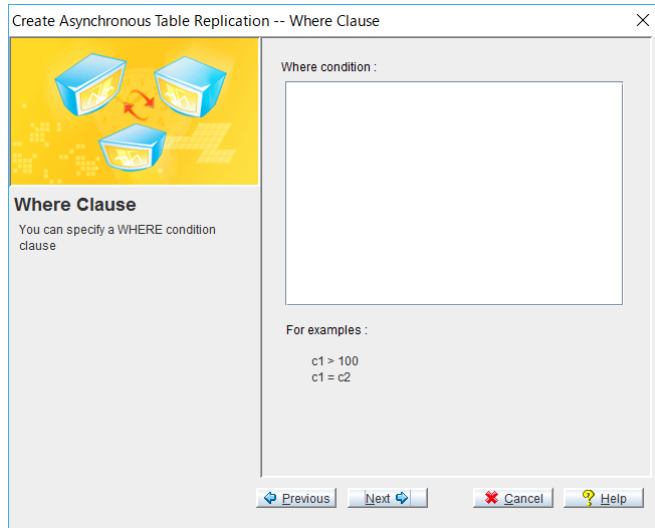 Create Asynchronous Table Replication -- Where Clause
Where Clause
You can specify a WHERE condition
clause
Where condition :
For examples :
c1 > 100
c1 = c2
Previous
Next
Cancel
Help